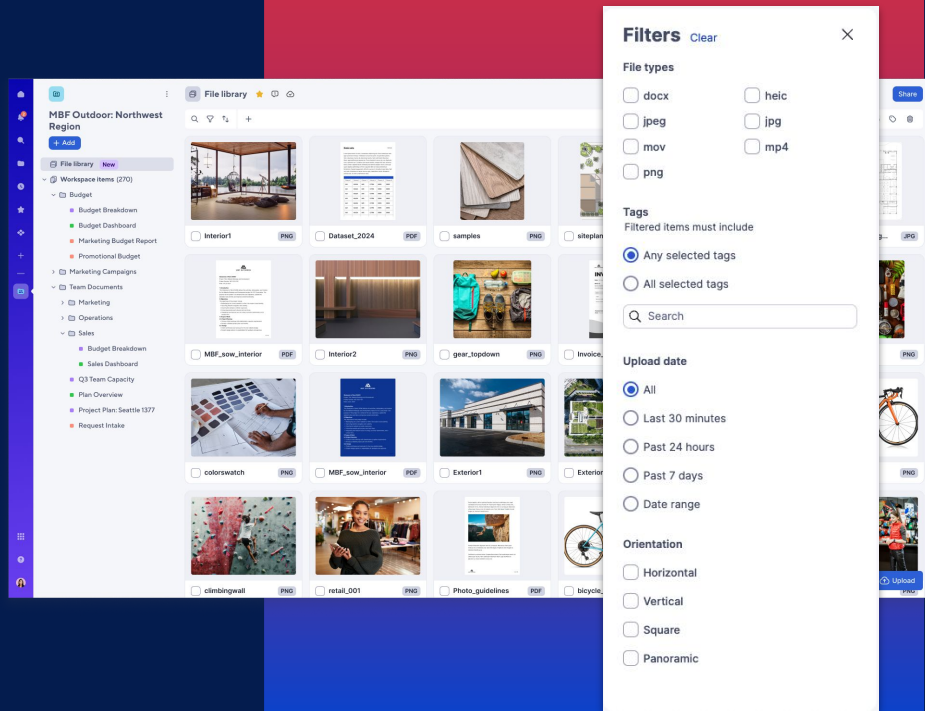 MBF Outdoor: Northwest
Region
+ Add
File library New
Workspace items (270)
Budget
Budget Breakdown
Budget Dashboard
Marketing Budget Report
Promotional Budget
Marketing Campaigns
Team Documents
Marketing
Operations
Sales
Budget Breakdown
Sales Dashboard
Q3 Team Capacity
Plan Overview
Project Plan: Seattle 1377
Request Intake
File library
Share
Interior1 PNG
Dataset_2024 PDF
samples PNG
siteplan
JPG
MBF_sow_interior PDF
Interior2 PNG
gear_topdown PNG
Invoice_
PNG
colorswatch PNG
MBF_sow_interior PDF
Exterior1 PNG
Exterior
PNG
climbingwall PNG
retail_001 PNG
Photo_guidelines PDF
bicycle_
PNG
Upload
Filters Clear
File types
docx heic
jpeg jpg
mov mp4
png
Tags
Filtered items must include
Any selected tags
All selected tags
Search
Upload date
All
Last 30 minutes
Past 24 hours
Past 7 days
Date range
Orientation
Horizontal
Vertical
Square
Panoramic